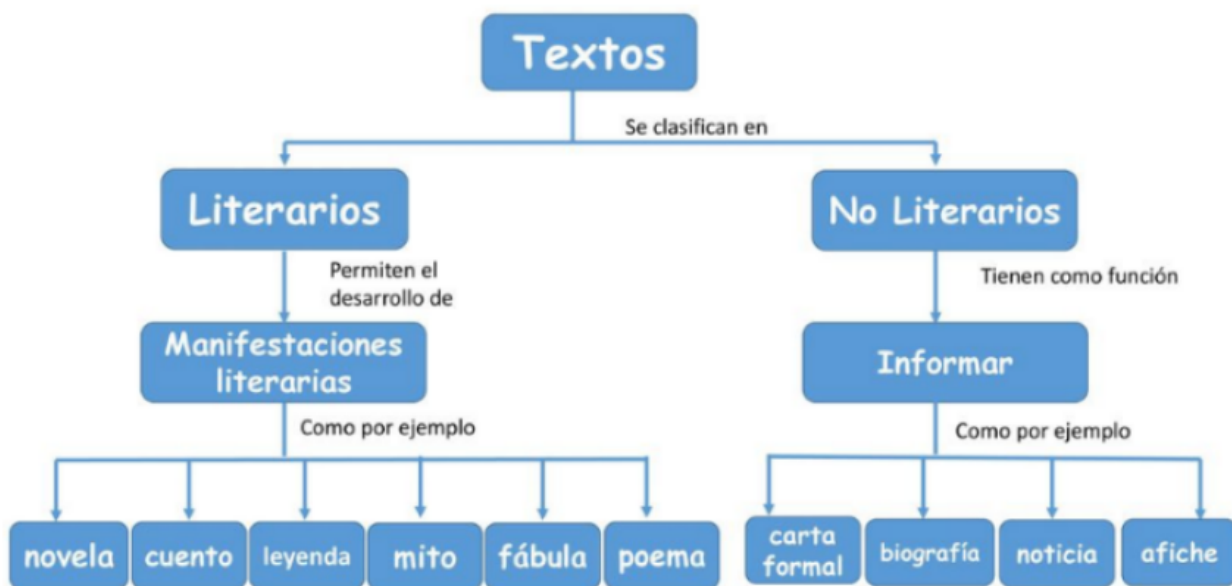 Textos
Se clasifican en
Literarios
No Literarios
Permiten el
desarrollo de
Tienen como función
Manifestaciones
literarias
Informar
Como por ejemplo
Como por ejemplo
novela
cuento
leyenda
mito
fábula
poema
carta
formal
biografía
noticia
afiche